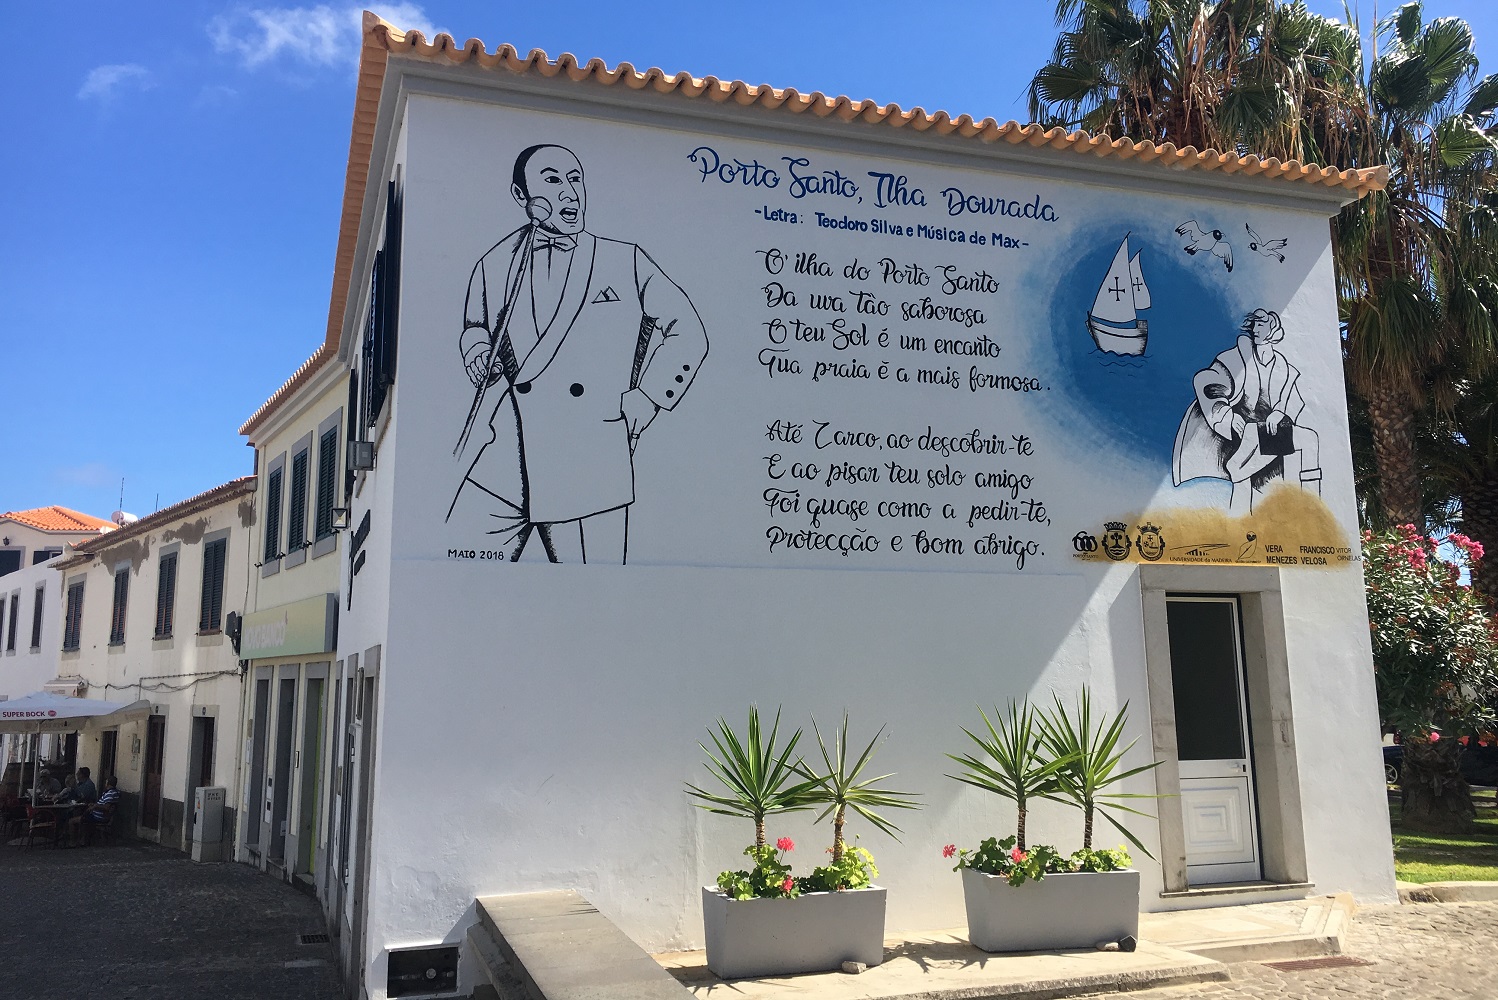 Porto Santo, Ilha Dourada
-Letra: Teodoro Silva e Música de Max-
O' ilha do Porto Santo
Da uva tão saborosa
O teu Sol é um encanto
Tua praia é a mais formosa.
Até Zarco, ao descobrir-te
E ao pisar teu solo amigo
Foi quase como a pedir-te,
Protecção e bom abrigo.
MAIO 2018
UNIVERSIDADE da MADEIRA
VERA MENEZES
FRANCISCO VELOSA
VITOR ORNELAS
NOVO BANCO
SUPER BOCK